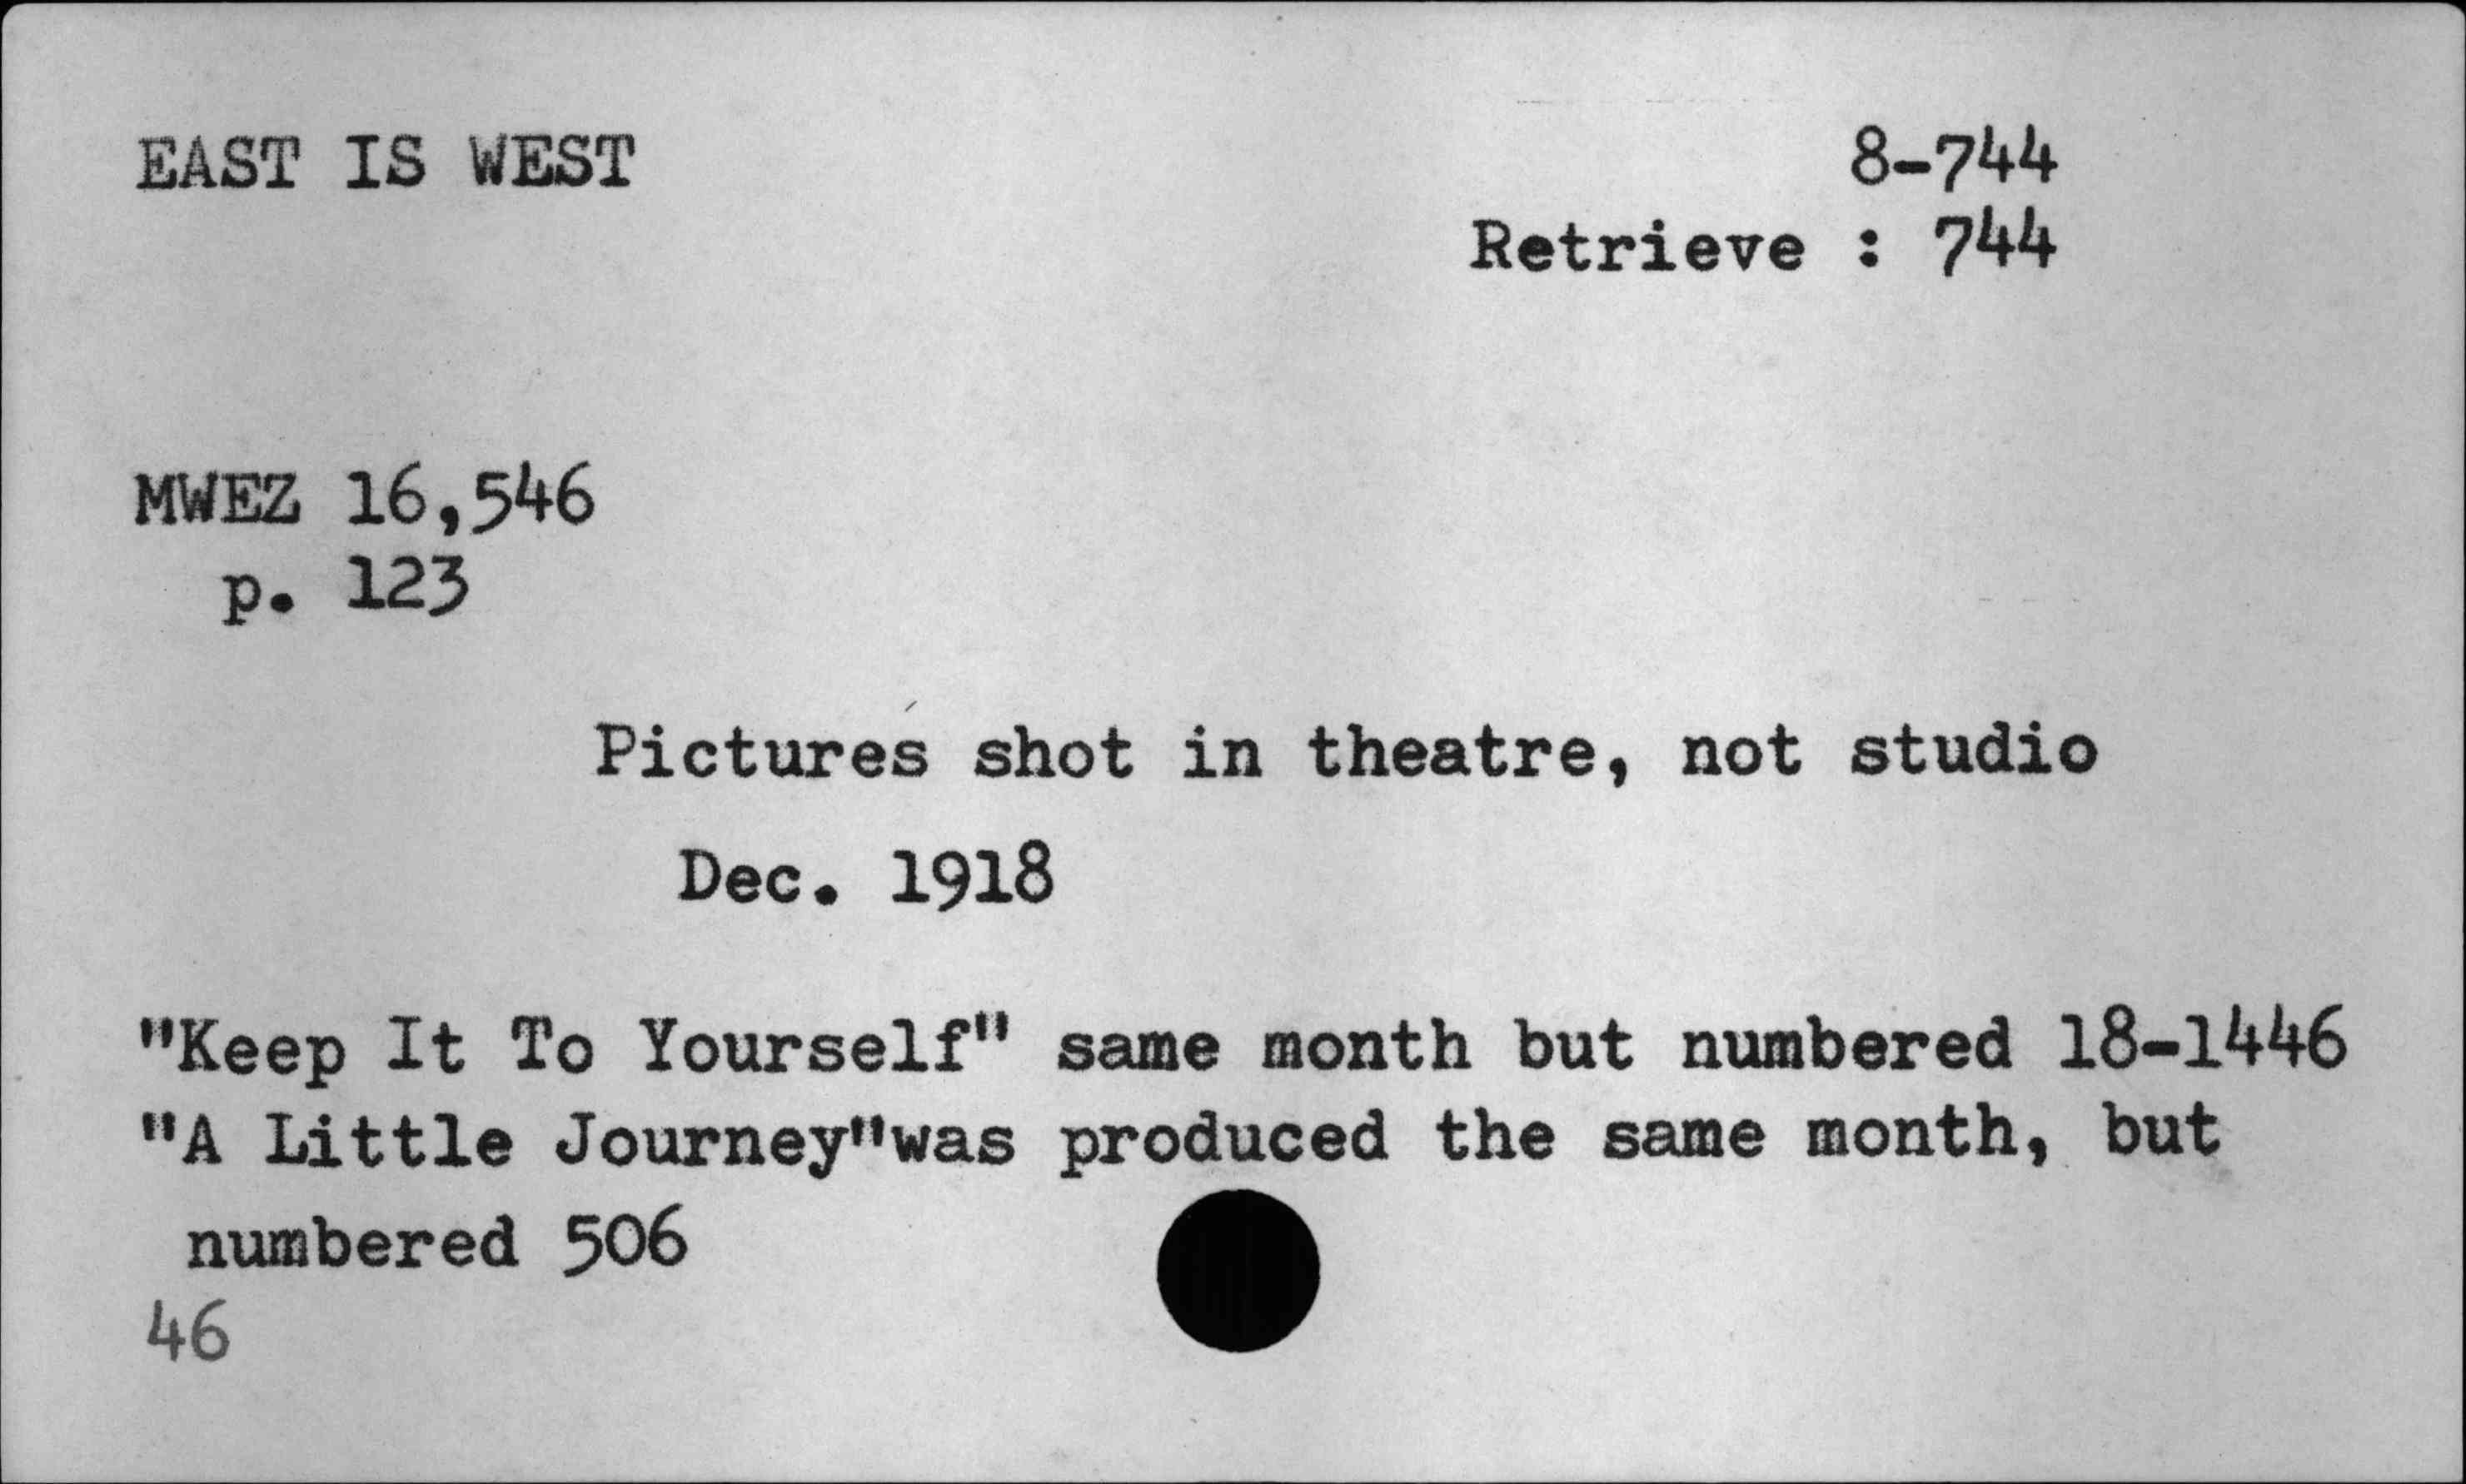 EAST IS WEST
8-744
Retrieve : 744
MWEZ 16,546
p. 123
Pictures shot in theatre, not studio
Dec. 1918
"Keep It To Yourself" same month but numbered 18-1446
"A Little Journey"was produced the same month, but
numbered 506
46